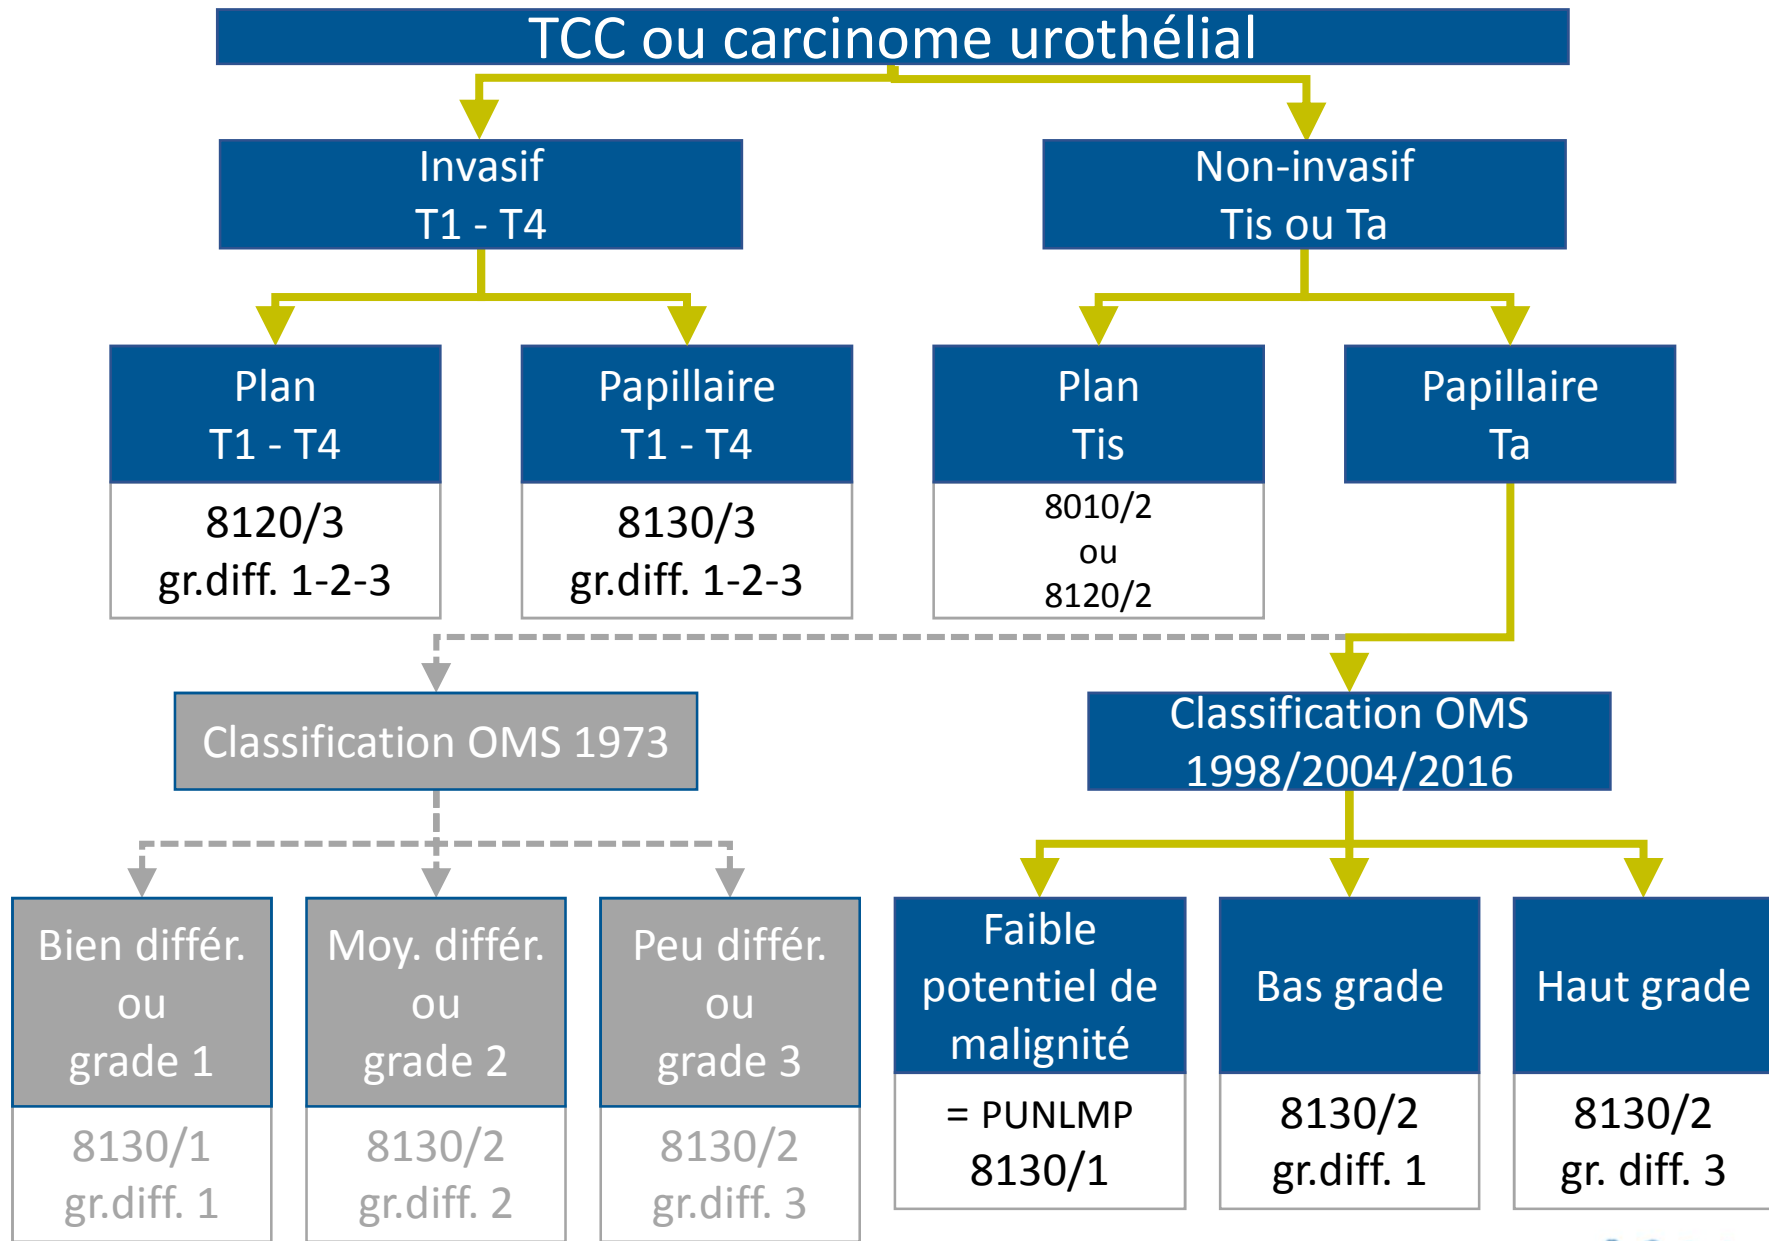 TCC ou carcinome urothélial
Invasif
T1 - T4
Non-invasif
Tis ou Ta
Plan
T1 - T4
8120/3
gr.diff. 1-2-3
Papillaire
T1 - T4
8130/3
gr.diff. 1-2-3
Plan
Tis
8010/2
ou
8120/2
Papillaire
Ta
Classification OMS 1973
Classification OMS
1998/2004/2016
Bien différ.
ou
grade 1
8130/1
gr.diff. 1
Moy. différ.
ou
grade 2
8130/2
gr.diff. 2
Peu différ.
ou
grade 3
8130/2
gr.diff. 3
Faible
potentiel de
malignité
= PUNLMP
8130/1
Bas grade
8130/2
gr.diff. 1
Haut grade
8130/2
gr. diff. 3